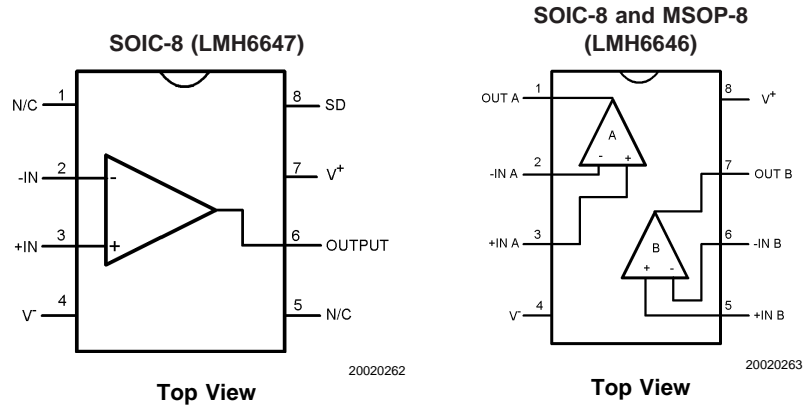 SOIC-8 (LMH6647)
N/C
1
8
SD
-IN
2
-
7
V+
+IN
3
+
6
OUTPUT
V-
4
5
N/C
20020262
Top View
SOIC-8 and MSOP-8
(LMH6646)
OUT A
1
8
V+
A
- +
-IN A
2
7
OUT B
+IN A
3
B
+ -
6
-IN B
V-
4
5
+IN B
20020263
Top View